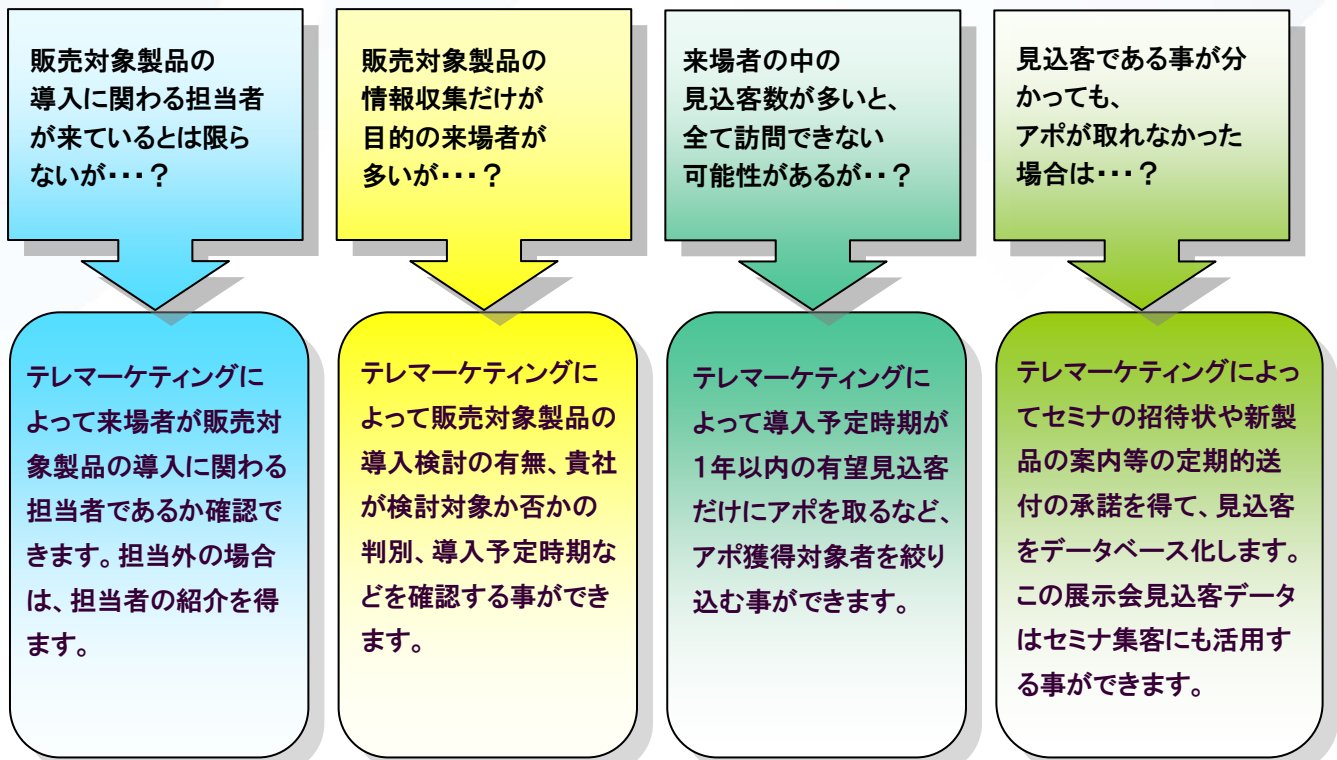 販売対象製品の
導入に関わる担当者
が来ているとは限ら
ないが・・・？
販売対象製品の
情報収集だけが
目的の来場者が
多いが・・・？
来場者の中の
見込客数が多いと、
全て訪問できない
可能性があるが・・？
見込客である事が分
かっても、
アポが取れなかった
場合は・・・？
テレマーケティングに
よって来場者が販売対
象製品の導入に関わる
担当者であるか確認で
きます。担当外の場合
は、担当者の紹介を得
ます。
テレマーケティングに
よって販売対象製品の
導入検討の有無、貴社
が検討対象か否かの
判別、導入予定時期な
どを確認する事ができ
ます。
テレマーケティングに
よって導入予定時期が
1年以内の有望見込客
だけにアポを取るなど、
アポ獲得対象者を絞り
込む事ができます。
テレマーケティングによっ
てセミナの招待状や新製
品の案内等の定期的送
付の承諾を得て、見込客
をデータベース化します。
この展示会見込客データ
はセミナ集客にも活用す
る事ができます。